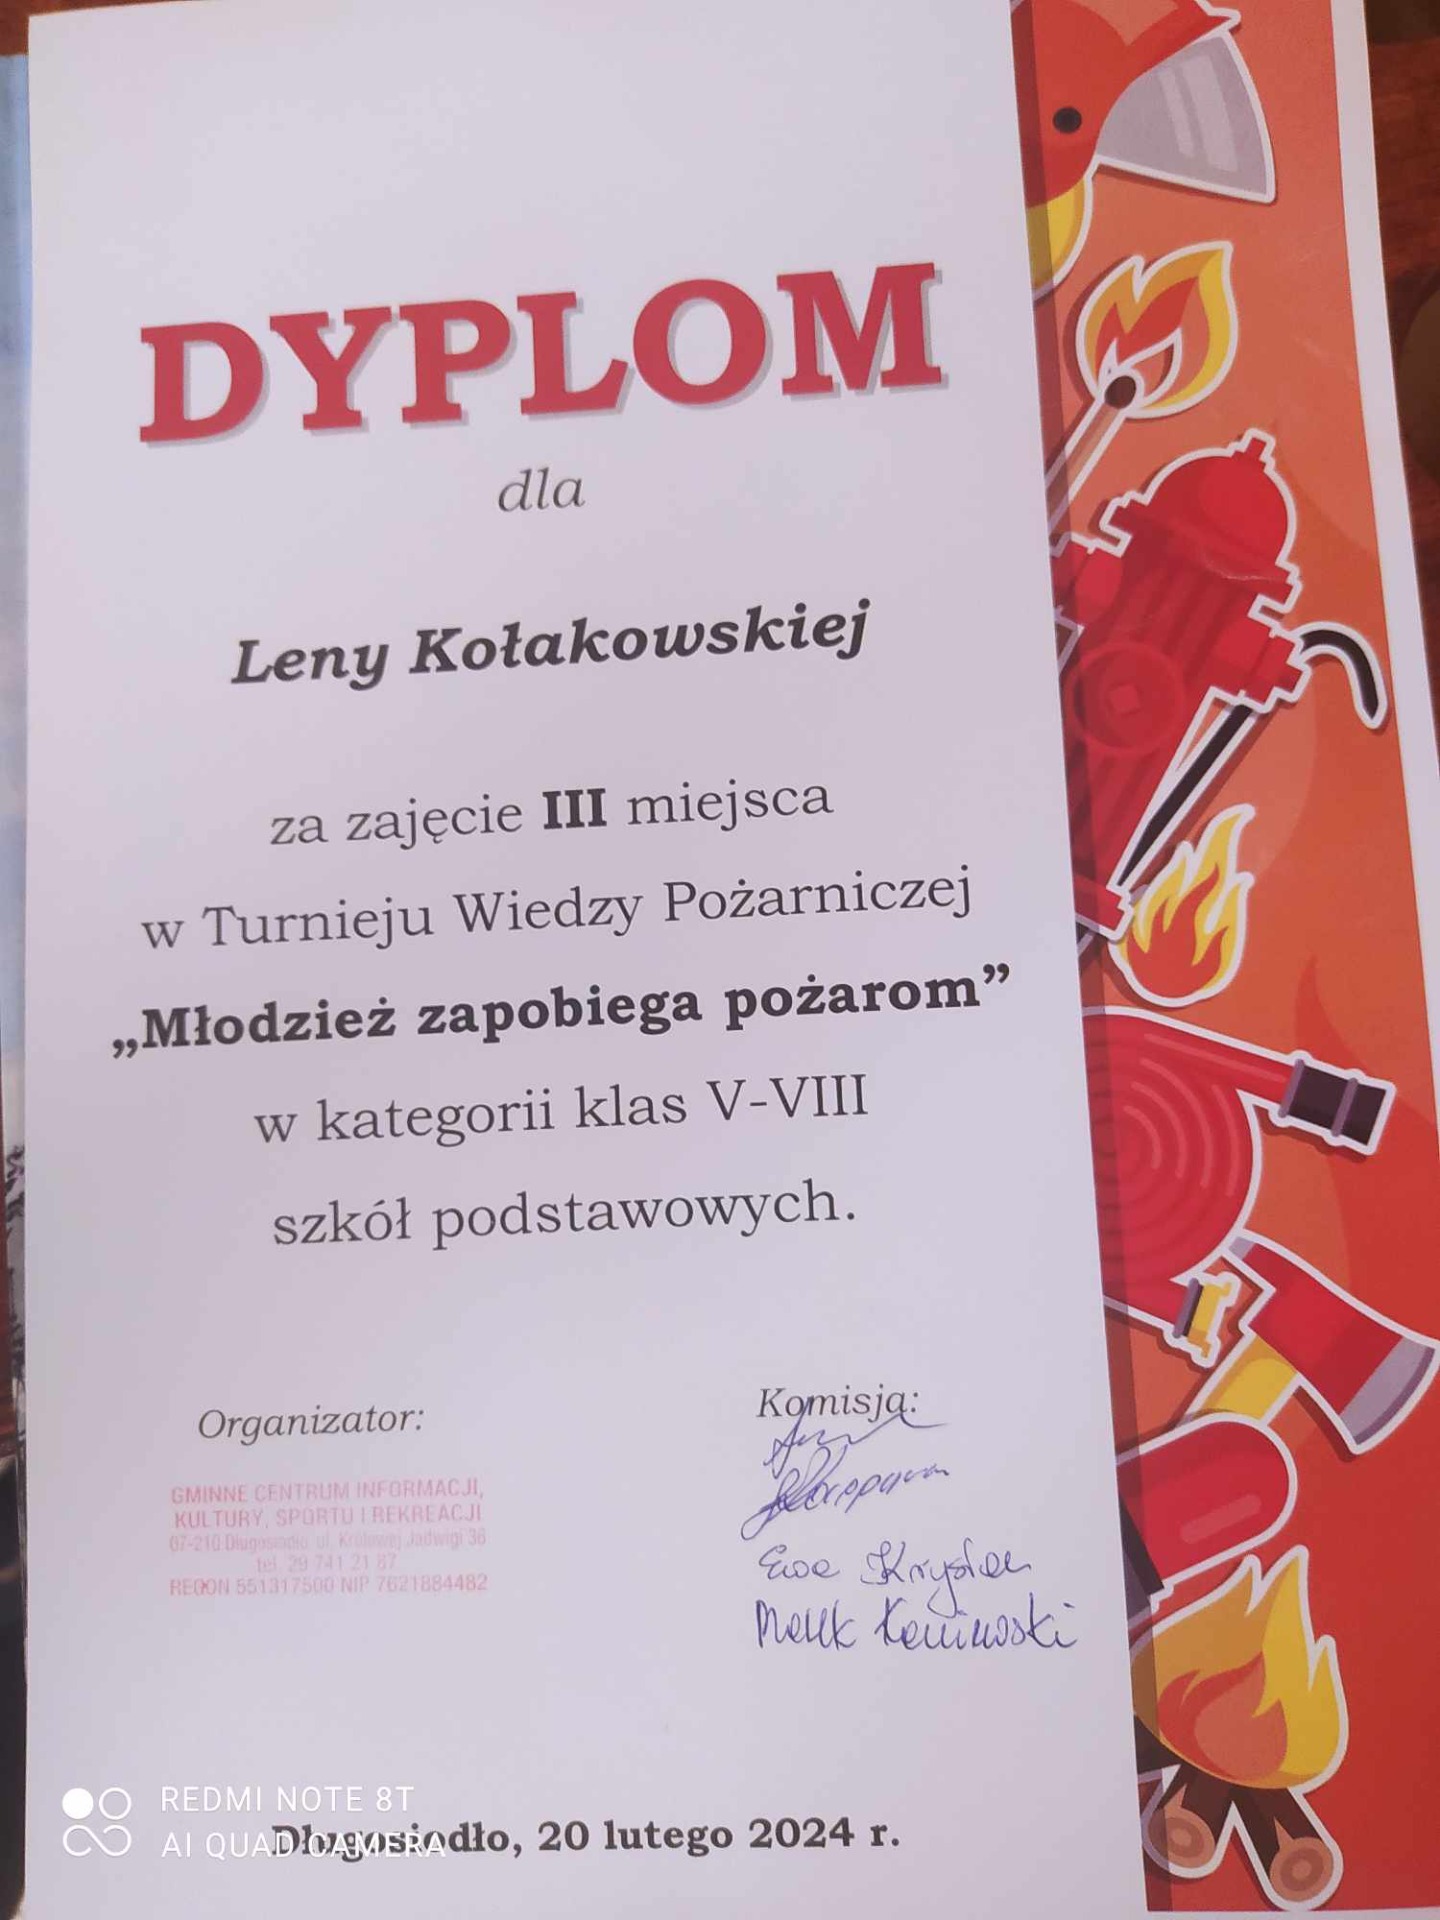 DYPLOM
dla
Leny Kołakowskiej
za zajęcie III miejsca
w Turnieju Wiedzy Pożarniczej
„Młodzież zapobiega pożarom”
w kategorii klas V-VIII
szkół podstawowych.
Organizator:
GMINNE CENTRUM INFORMACJI,
KULTURY, SPORTU I REKREACJI
07-210 Długosiodło, ul. Królowej Jadwigi 36
tel. 29 741 21 87
REGON 551317500 NIP 7621884482
Komisja:
Ewa
Marek Kaniewski
Długosiodło, 20 lutego 2024 r.
REDMI NOTE 8T
AI QUAD CAMERA